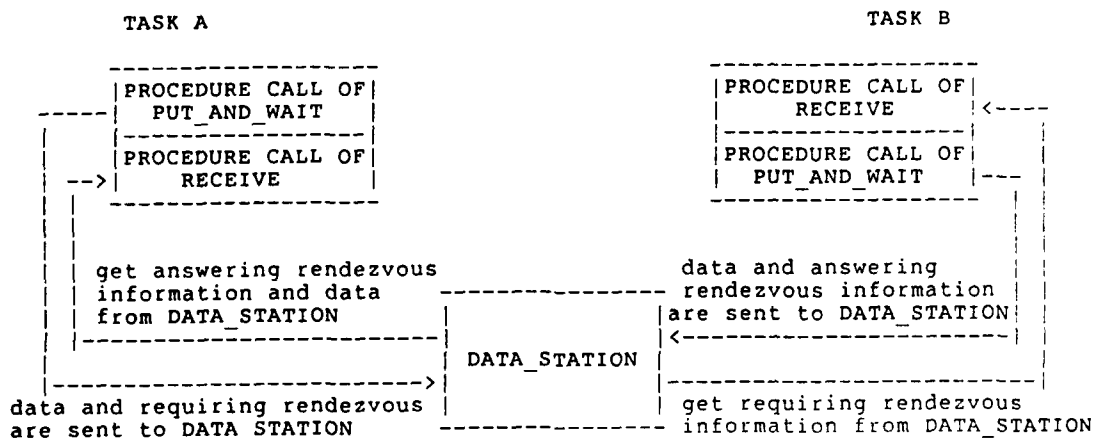 TASK A
TASK B
PROCEDURE CALL OF
PUT_AND_WAIT
PROCEDURE CALL OF
RECEIVE
PROCEDURE CALL OF
RECEIVE
PROCEDURE CALL OF
PUT_AND_WAIT
get answering rendezvous
information and data
from DATA_STATION
data and answering
rendezvous information
are sent to DATA_STATION
DATA_STATION
data and requiring rendezvous
are sent to DATA STATION
get requiring rendezvous
information from DATA_STATION